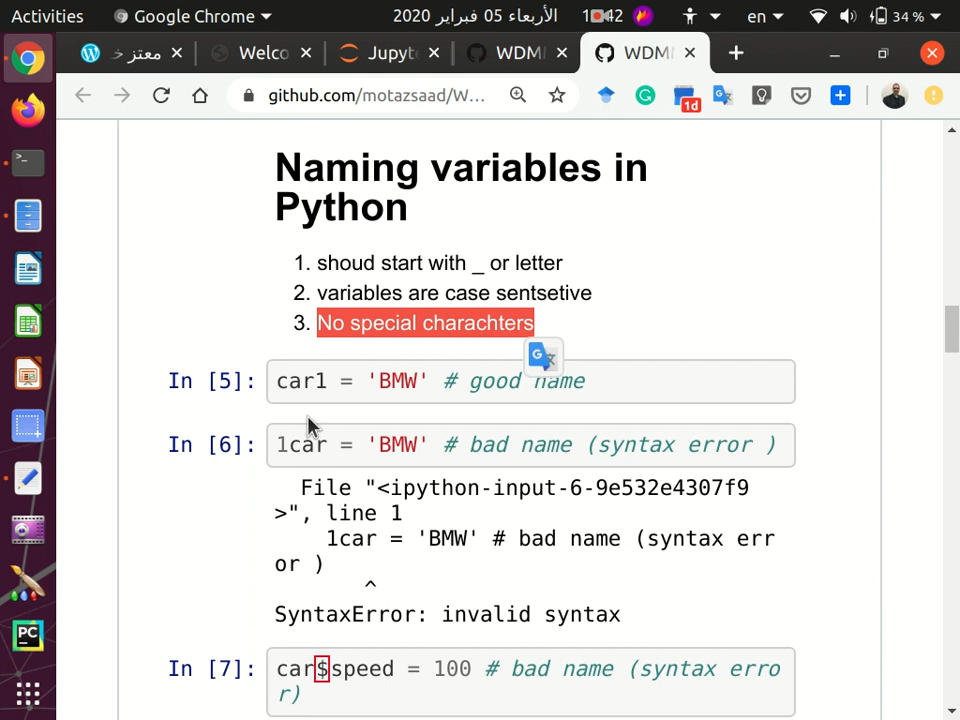 Activities Google Chrome الأربعاء 05 فبراير 2020 42 en 34 %
معتز خ Welco Jupyt WDM WDM
github.com/motazsaad/W... 1d
Naming variables in
Python
1. shoud start with _ or letter
2. variables are case sentsetive
3. No special charachters
In [5]: car1 = 'BMW' # good name
In [6]: 1car = 'BMW' # bad name (syntax error )
File "<ipython-input-6-9e532e4307f9
>", line 1
1car = 'BMW' # bad name (syntax err
or )
^
SyntaxError: invalid syntax
In [7]: car$speed = 100 # bad name (syntax erro
r)